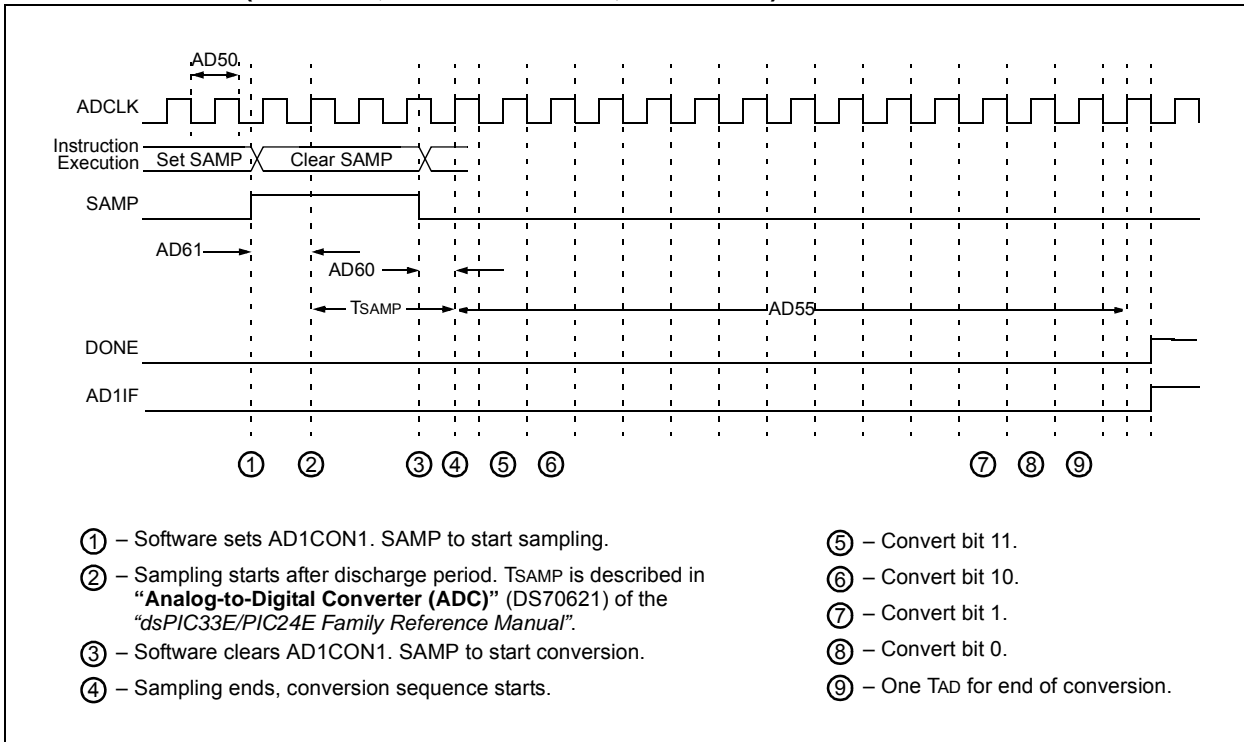 AD50
ADCLK
Instruction
Execution
Set SAMP
Clear SAMP
SAMP
AD61
AD60
TSAMP
AD55
DONE
AD1IF
1 2 3 4 5 6 7 8 9
1 – Software sets AD1CON1. SAMP to start sampling.
2 – Sampling starts after discharge period. TSAMP is described in
“Analog-to-Digital Converter (ADC)” (DS70621) of the
“dsPIC33E/PIC24E Family Reference Manual”.
3 – Software clears AD1CON1. SAMP to start conversion.
4 – Sampling ends, conversion sequence starts.
5 – Convert bit 11.
6 – Convert bit 10.
7 – Convert bit 1.
8 – Convert bit 0.
9 – One TAD for end of conversion.